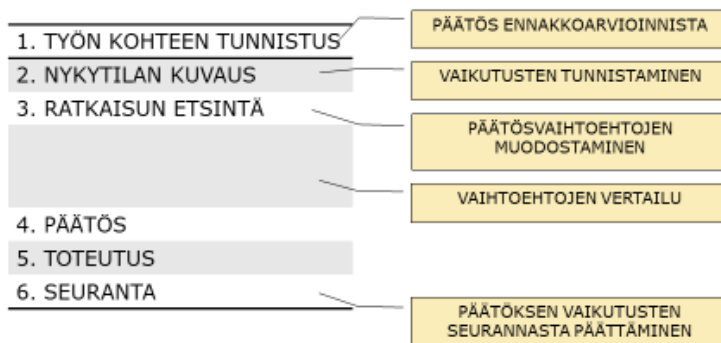 1. TYÖN KOHTEEN TUNNISTUS
2. NYKYTILAN KUVAUS
3. RATKAISUN ETSINTÄ
4. PÄÄTÖS
5. TOTEUTUS
6. SEURANTA
PÄÄTÖS ENNAKKOARVIOINNISTA
VAIKUTUSTEN TUNNISTAMINEN
PÄÄTÖSVAIHTOEHTOJEN
MUODOSTAMINEN
VAIHTOEHTOJEN VERTAILU
PÄÄTÖKSEN VAIKUTUSTEN
SEURANNASTA PÄÄTTÄMINEN